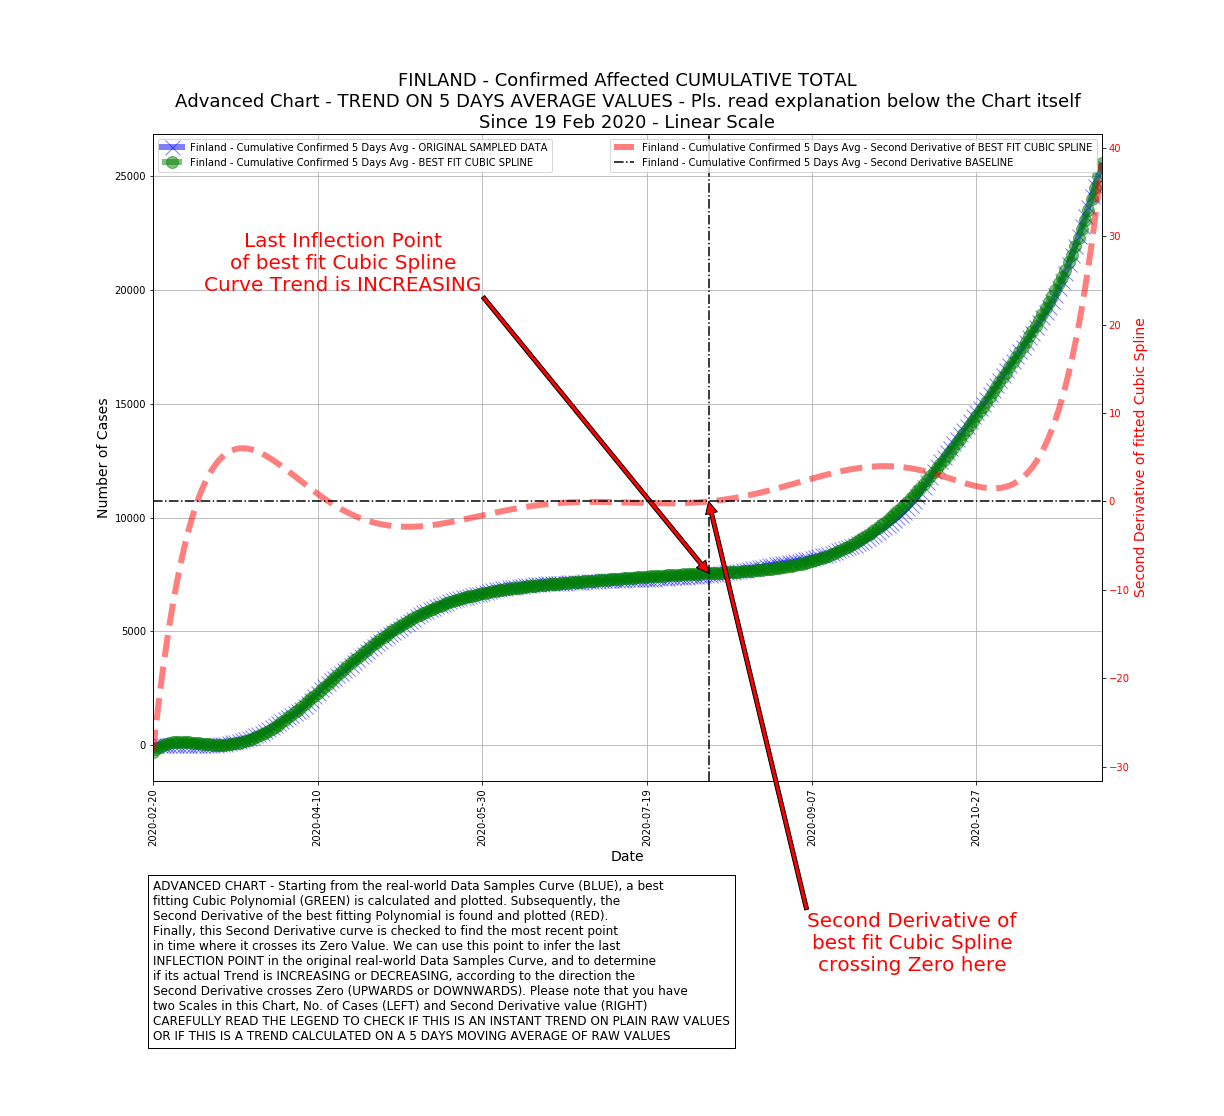 FINLAND - Confirmed Affected CUMULATIVE TOTAL
Advanced Chart - TREND ON 5 DAYS AVERAGE VALUES - Pls. read explanation below the Chart itself
Since 19 Feb 2020 - Linear Scale
Finland - Cumulative Confirmed 5 Days Avg - ORIGINAL SAMPLED DATA
Finland - Cumulative Confirmed 5 Days Avg - BEST FIT CUBIC SPLINE
Finland - Cumulative Confirmed 5 Days Avg - Second Derivative of BEST FIT CUBIC SPLINE
Finland - Cumulative Confirmed 5 Days Avg - Second Derivative BASELINE
Last Inflection Point
of best fit Cubic Spline
Curve Trend is INCREASING
Number of Cases
25000
20000
15000
10000
5000
0
40
30
20
10
0
−10
−20
−30
Second Derivative of fitted Cubic Spline
2020-02-20
2020-04-10
2020-05-30
2020-07-19
2020-09-07
2020-10-27
Date
ADVANCED CHART - Starting from the real-world Data Samples Curve (BLUE), a best
fitting Cubic Polynomial (GREEN) is calculated and plotted. Subsequently, the
Second Derivative of the best fitting Polynomial is found and plotted (RED).
Finally, this Second Derivative curve is checked to find the most recent point
in time where it crosses its Zero Value. We can use this point to infer the last
INFLECTION POINT in the original real-world Data Samples Curve, and to determine
if its actual Trend is INCREASING or DECREASING, according to the direction the
Second Derivative crosses Zero (UPWARDS or DOWNWARDS). Please note that you have
two Scales in this Chart, No. of Cases (LEFT) and Second Derivative value (RIGHT)
CAREFULLY READ THE LEGEND TO CHECK IF THIS IS AN INSTANT TREND ON PLAIN RAW VALUES
OR IF THIS IS A TREND CALCULATED ON A 5 DAYS MOVING AVERAGE OF RAW VALUES
Second Derivative of
best fit Cubic Spline
crossing Zero here